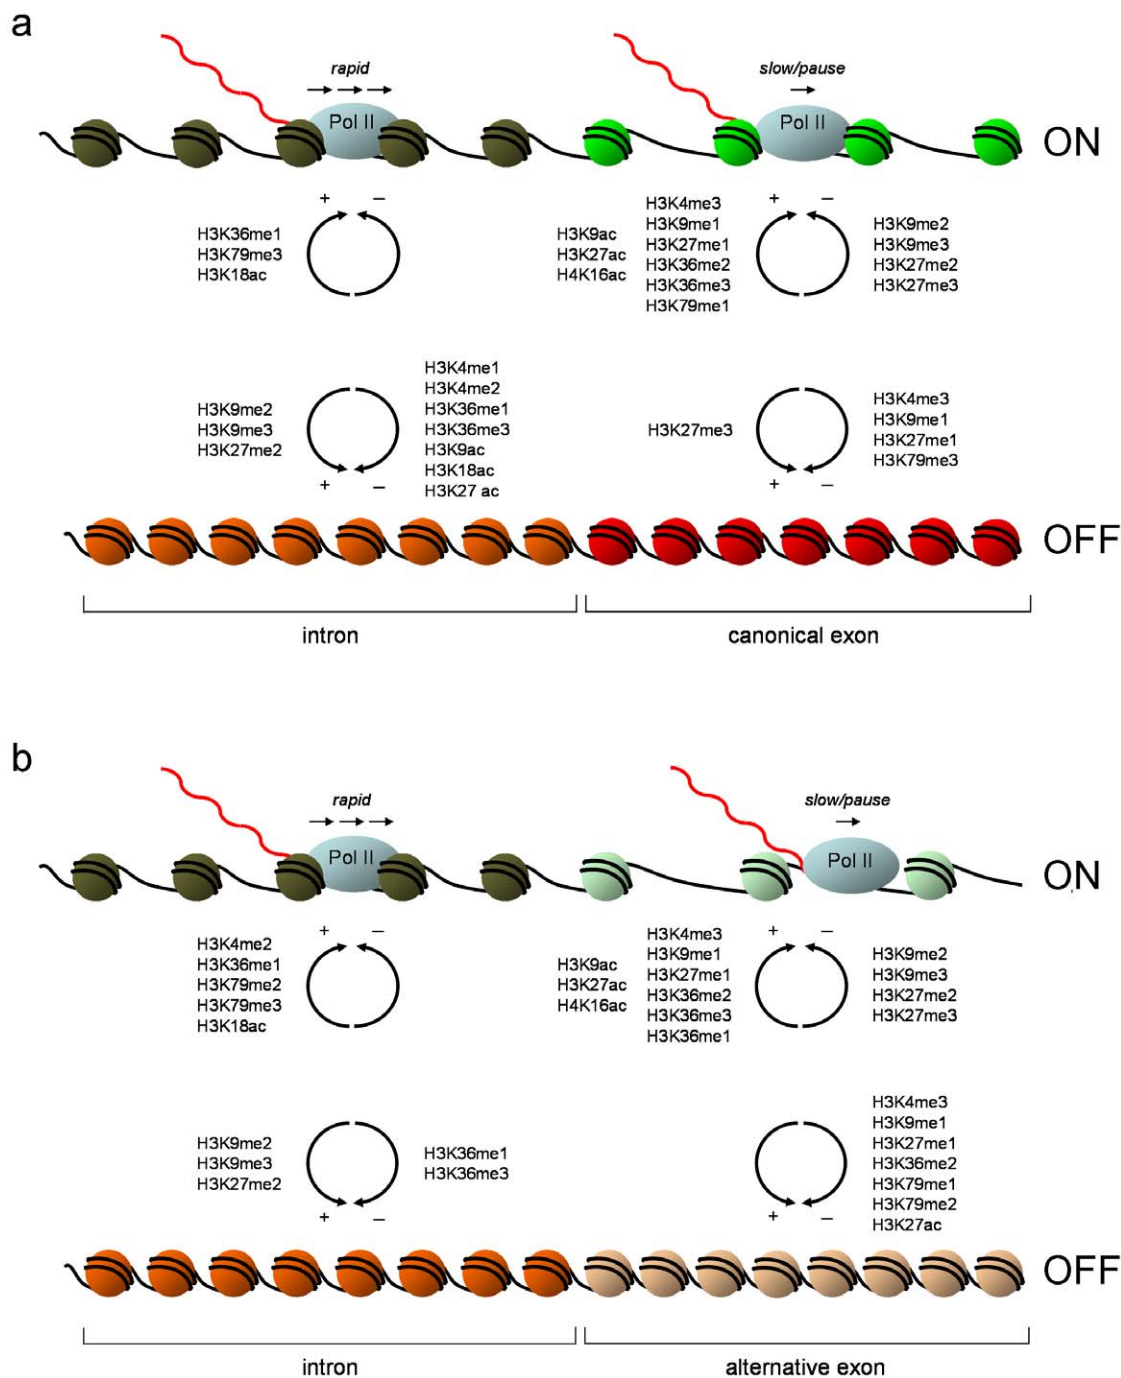 a
rapid
slow/pause
Pol II
Pol II
ON
+
–
+
–
H3K36me1
H3K79me3
H3K18ac
H3K9ac
H3K27ac
H4K16ac
H3K4me3
H3K9me1
H3K27me1
H3K36me2
H3K36me3
H3K79me1
H3K9me2
H3K9me3
H3K27me2
H3K27me3
H3K9me2
H3K9me3
H3K27me2
H3K4me1
H3K4me2
H3K36me1
H3K36me3
H3K9ac
H3K18ac
H3K27 ac
H3K27me3
H3K4me3
H3K9me1
H3K27me1
H3K79me3
+
–
+
–
OFF
intron
canonical exon
b
rapid
slow/pause
Pol II
Pol II
ON
+
–
+
–
H3K4me2
H3K36me1
H3K79me2
H3K79me3
H3K18ac
H3K9ac
H3K27ac
H4K16ac
H3K4me3
H3K9me1
H3K27me1
H3K36me2
H3K36me3
H3K36me1
H3K9me2
H3K9me3
H3K27me2
H3K27me3
H3K9me2
H3K9me3
H3K27me2
H3K36me1
H3K36me3
H3K4me3
H3K9me1
H3K27me1
H3K36me2
H3K79me1
H3K79me2
H3K27ac
+
–
+
–
OFF
intron
alternative exon